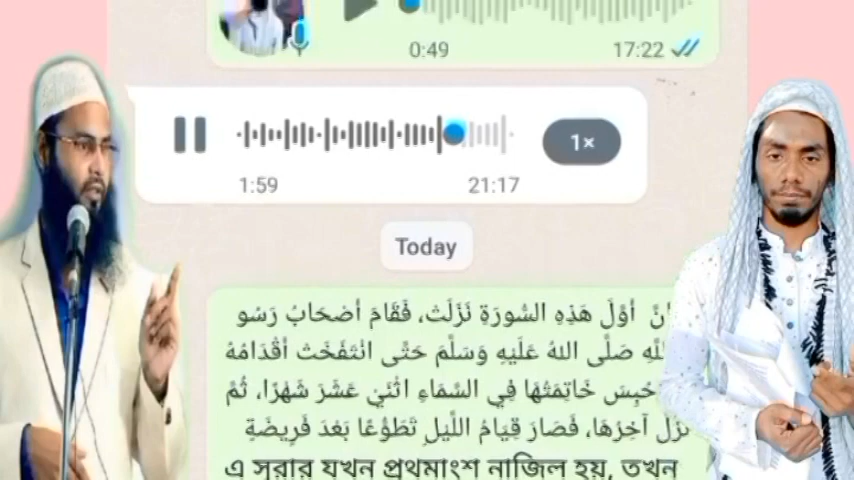 0:49 17:22
1×
1:59 21:17
Today
أَوَّلَ هَذِهِ السُّورَةِ نَزَلَتْ، فَقَامَ أَصْحَابُ رَسُو
صَلَّى اللهُ عَلَيْهِ وَسَلَّمَ حَتَّى انْتَفَخَتْ أَقْدَامُهُ
حُبِسَ خَاتِمَتُهَا فِي السَّمَاءِ اثْنَيْ عَشَرَ شَهْرًا، ثُمَّ
نَزَلَ آخِرُهَا، فَصَارَ قِيَامُ اللَّيْلِ تَطَوُّعًا بَعْدَ فَرِيضَةِ
এ সূরার যখন প্রথমাংশ নাজিল হয়, তখন